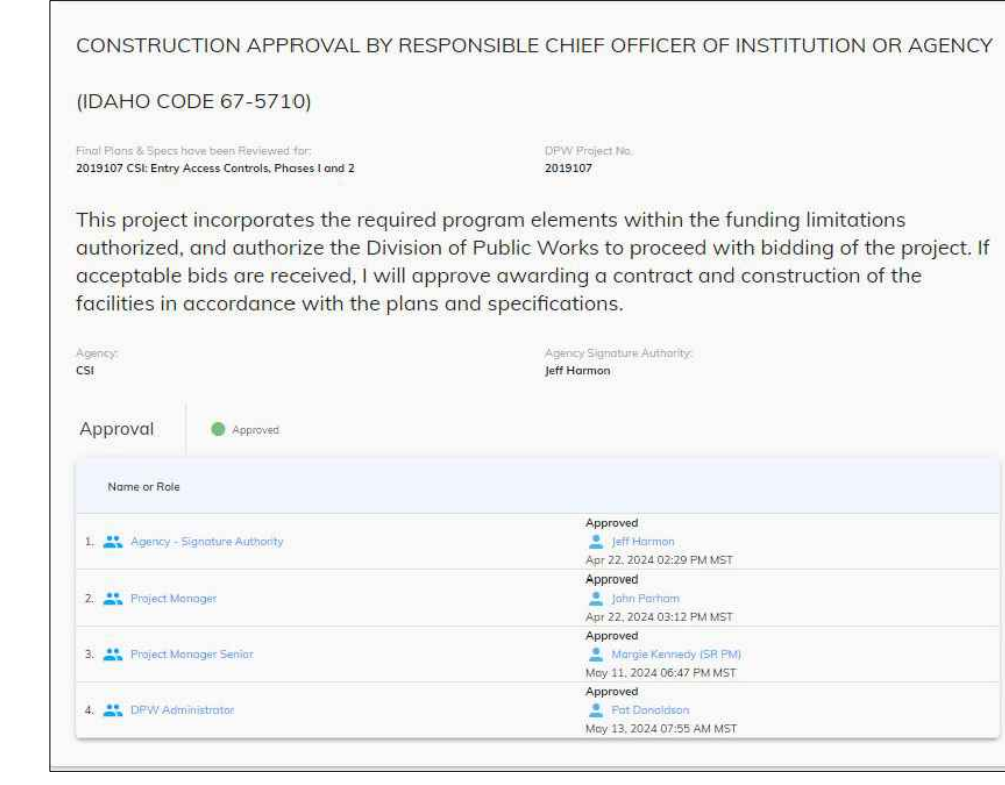 CONSTRUCTION APPROVAL BY RESPONSIBLE CHIEF OFFICER OF INSTITUTION OR AGENCY
(IDAHO CODE 67-5710)
Final Plans & Specs have been Reviewed for:
2019107 CSI: Entry Access Controls, Phases I and 2
DPW Project No.
2019107
This project incorporates the required program elements within the funding limitations
authorized, and authorize the Division of Public Works to proceed with bidding of the project. If
acceptable bids are received, I will approve awarding a contract and construction of the
facilities in accordance with the plans and specifications.
Agency:
CSI
Agency Signature Authority:
Jeff Harmon
Approval
Approved
Name or Role
1. Agency - Signature Authority
Approved
Jeff Harmon
Apr 22, 2024 02:29 PM MST
2. Project Manager
Approved
John Parham
Apr 22, 2024 03:12 PM MST
3. Project Manager Senior
Approved
Margie Kennedy (SR PM)
May 11, 2024 06:47 PM MST
4. DPW Administrator
Approved
Pat Donaldson
May 13, 2024 07:55 AM MST